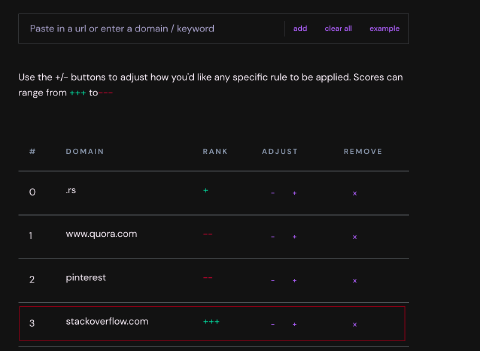 Paste in a url or enter a domain / keyword add clear all example
Use the +/- buttons to adjust how you'd like any specific rule to be applied. Scores can
range from +++ to---
# DOMAIN RANK ADJUST REMOVE
0 .rs + - + x
1 www.quora.com -- - + x
2 pinterest -- - + x
3 stackoverflow.com +++ - + x